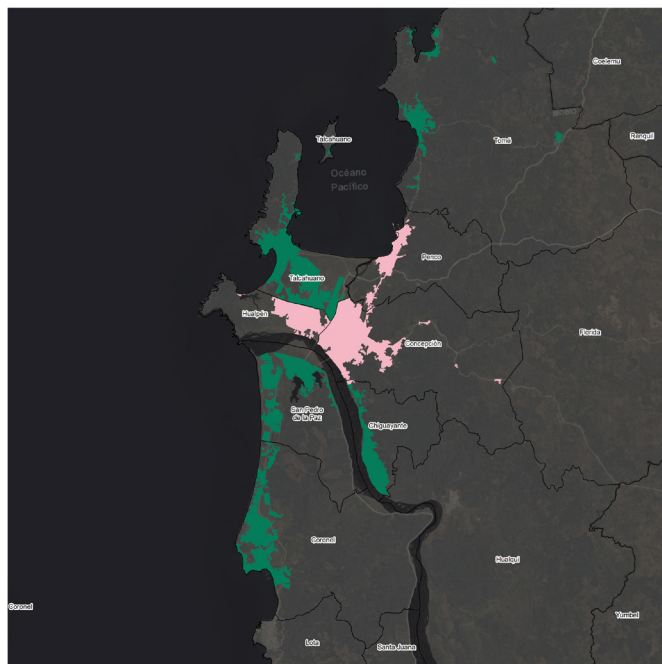 Coelemu
Talcahuano
Tomé
Ranquil
Océano
Pacífico
Penco
Talcahuano
Hualpén
Florida
Concepción
San Pedro
de la Paz
Chiguayante
Coronel
Hualqui
Coronel
Yumbel
Lota
Santa Juana